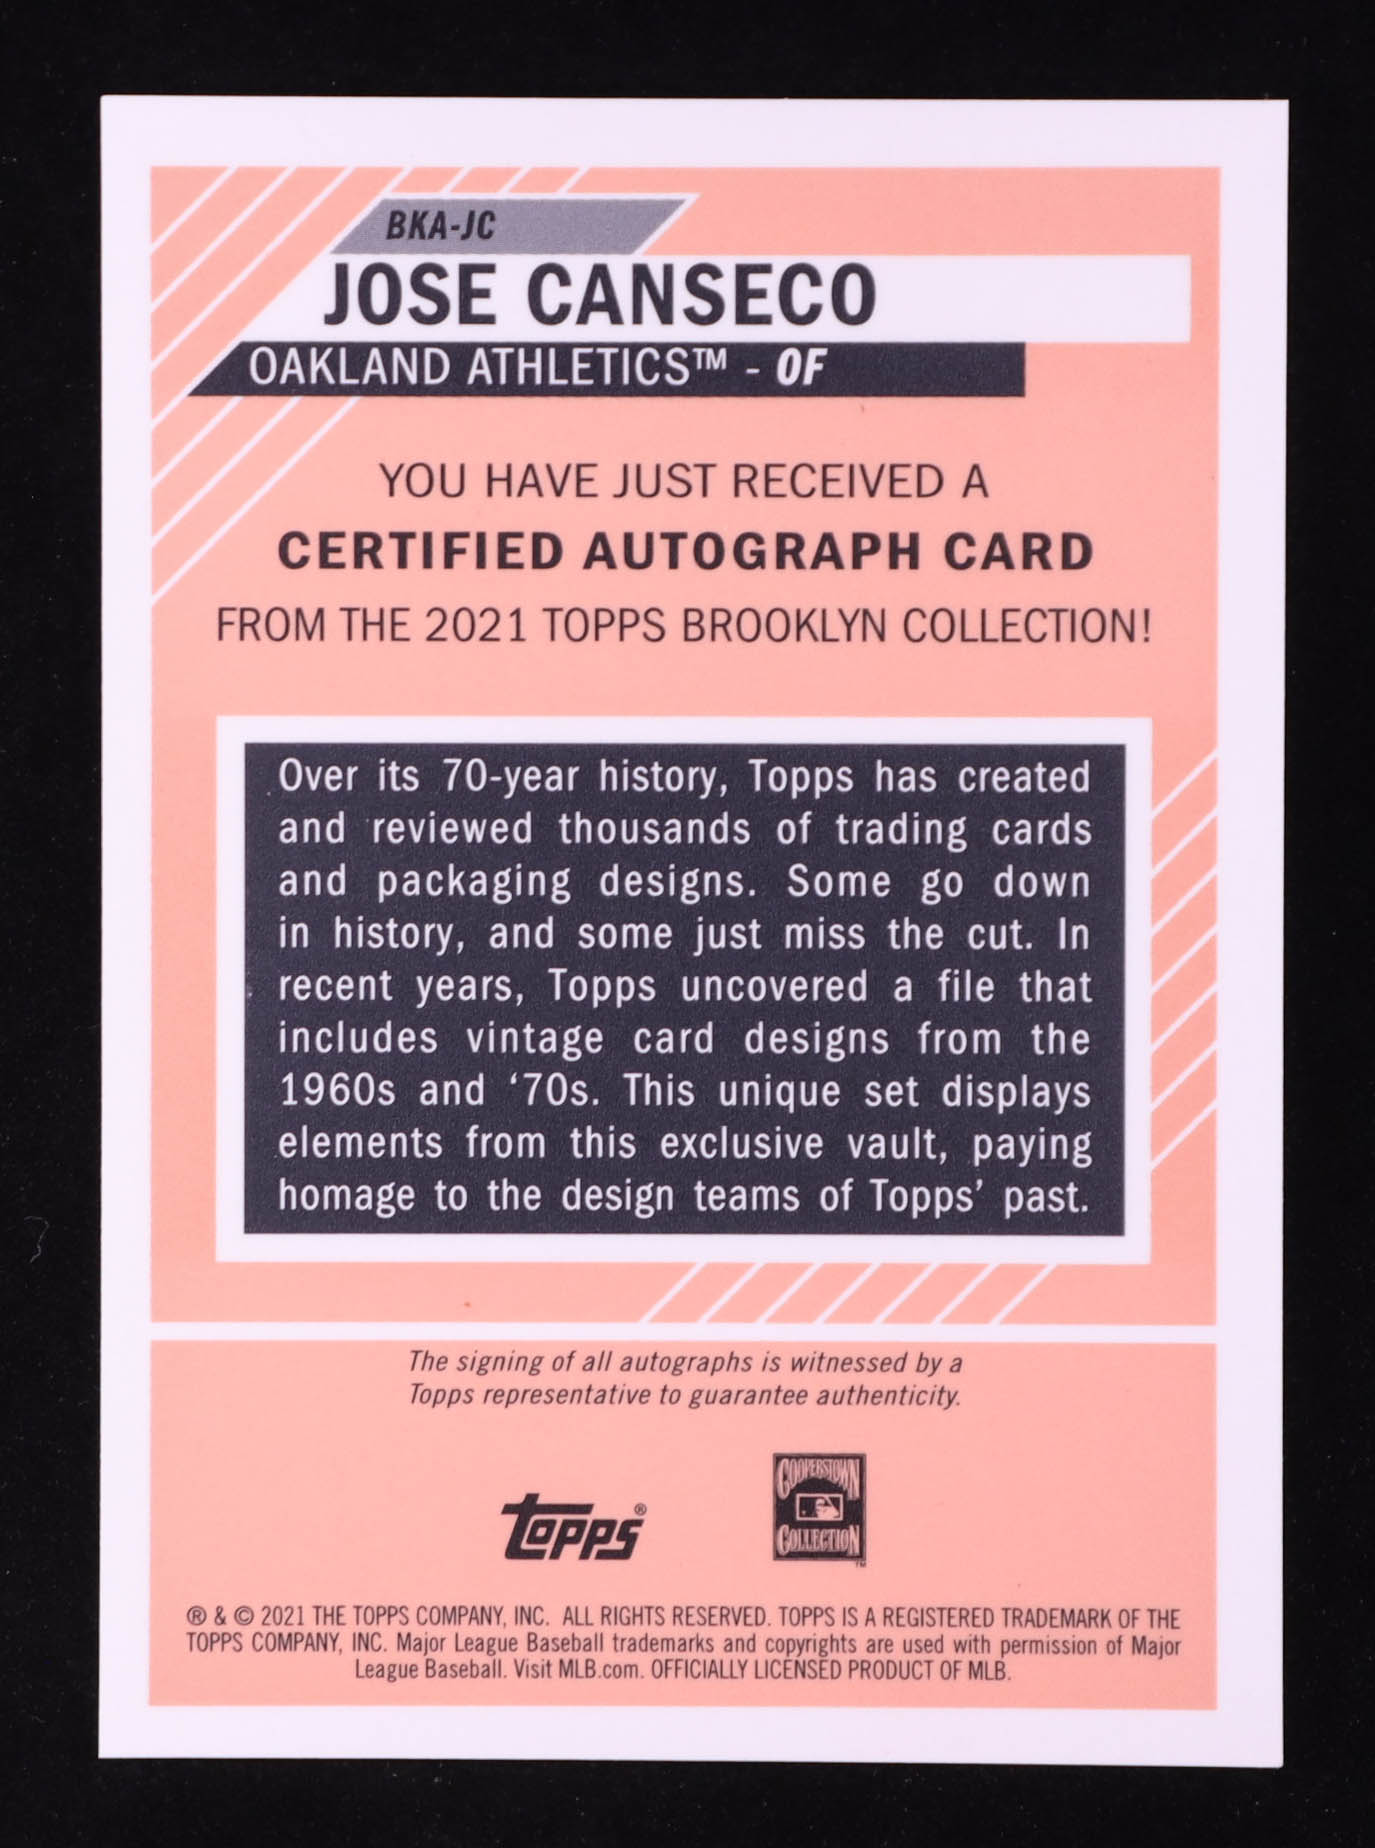 BKA-JC
JOSE CANSECO
OAKLAND ATHLETICS™ - OF
YOU HAVE JUST RECEIVED A
CERTIFIED AUTOGRAPH CARD
FROM THE 2021 TOPPS BROOKLYN COLLECTION!
Over its 70-year history, Topps has created
and reviewed thousands of trading cards
and packaging designs. Some go down
in history, and some just miss the cut. In
recent years, Topps uncovered a file that
includes vintage card designs from the
1960s and ‘70s. This unique set displays
elements from this exclusive vault, paying
homage to the design teams of Topps’ past.
The signing of all autographs is witnessed by a
Topps representative to guarantee authenticity.
topps®
COOPERSTOWN
COLLECTION™
® & © 2021 THE TOPPS COMPANY, INC. ALL RIGHTS RESERVED. TOPPS IS A REGISTERED TRADEMARK OF THE
TOPPS COMPANY, INC. Major League Baseball trademarks and copyrights are used with permission of Major
League Baseball. Visit MLB.com. OFFICIALLY LICENSED PRODUCT OF MLB.